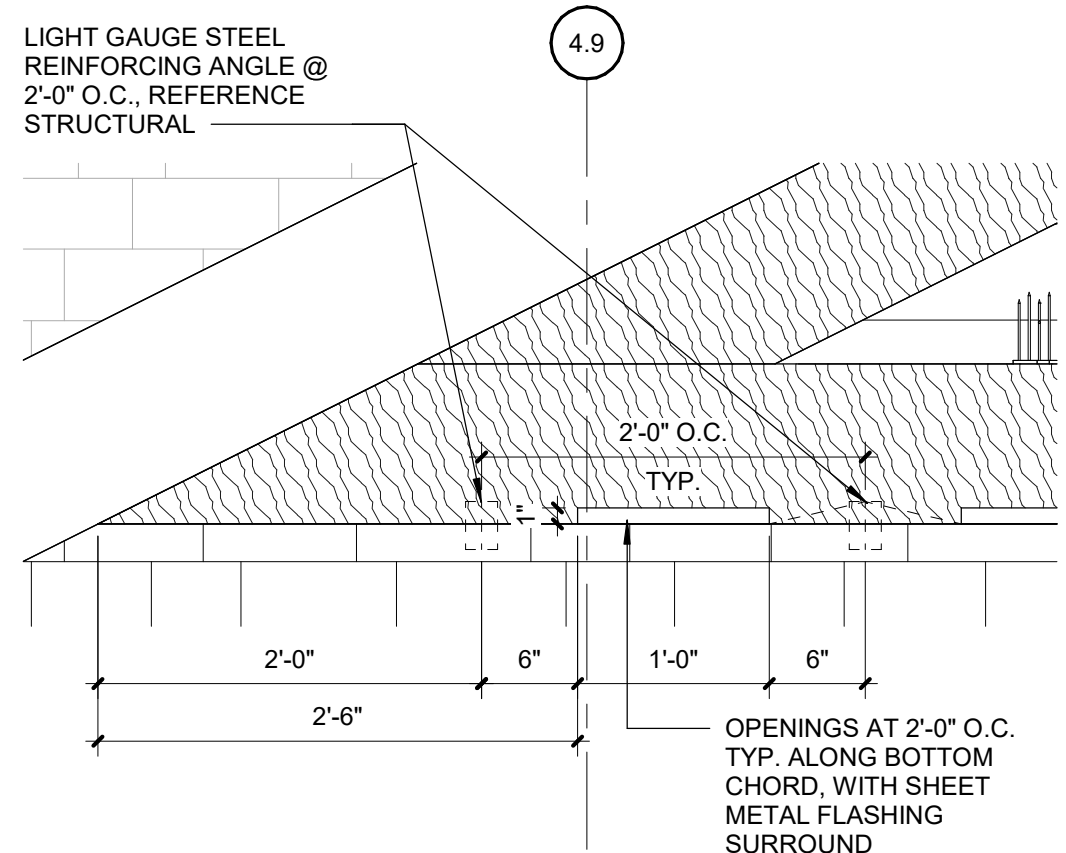 LIGHT GAUGE STEEL
REINFORCING ANGLE @
2'-0" O.C., REFERENCE
STRUCTURAL
4.9
2'-0" O.C.
TYP.
1"
2'-0"
6"
1'-0"
6"
2'-6"
OPENINGS AT 2'-0" O.C.
TYP. ALONG BOTTOM
CHORD, WITH SHEET
METAL FLASHING
SURROUND